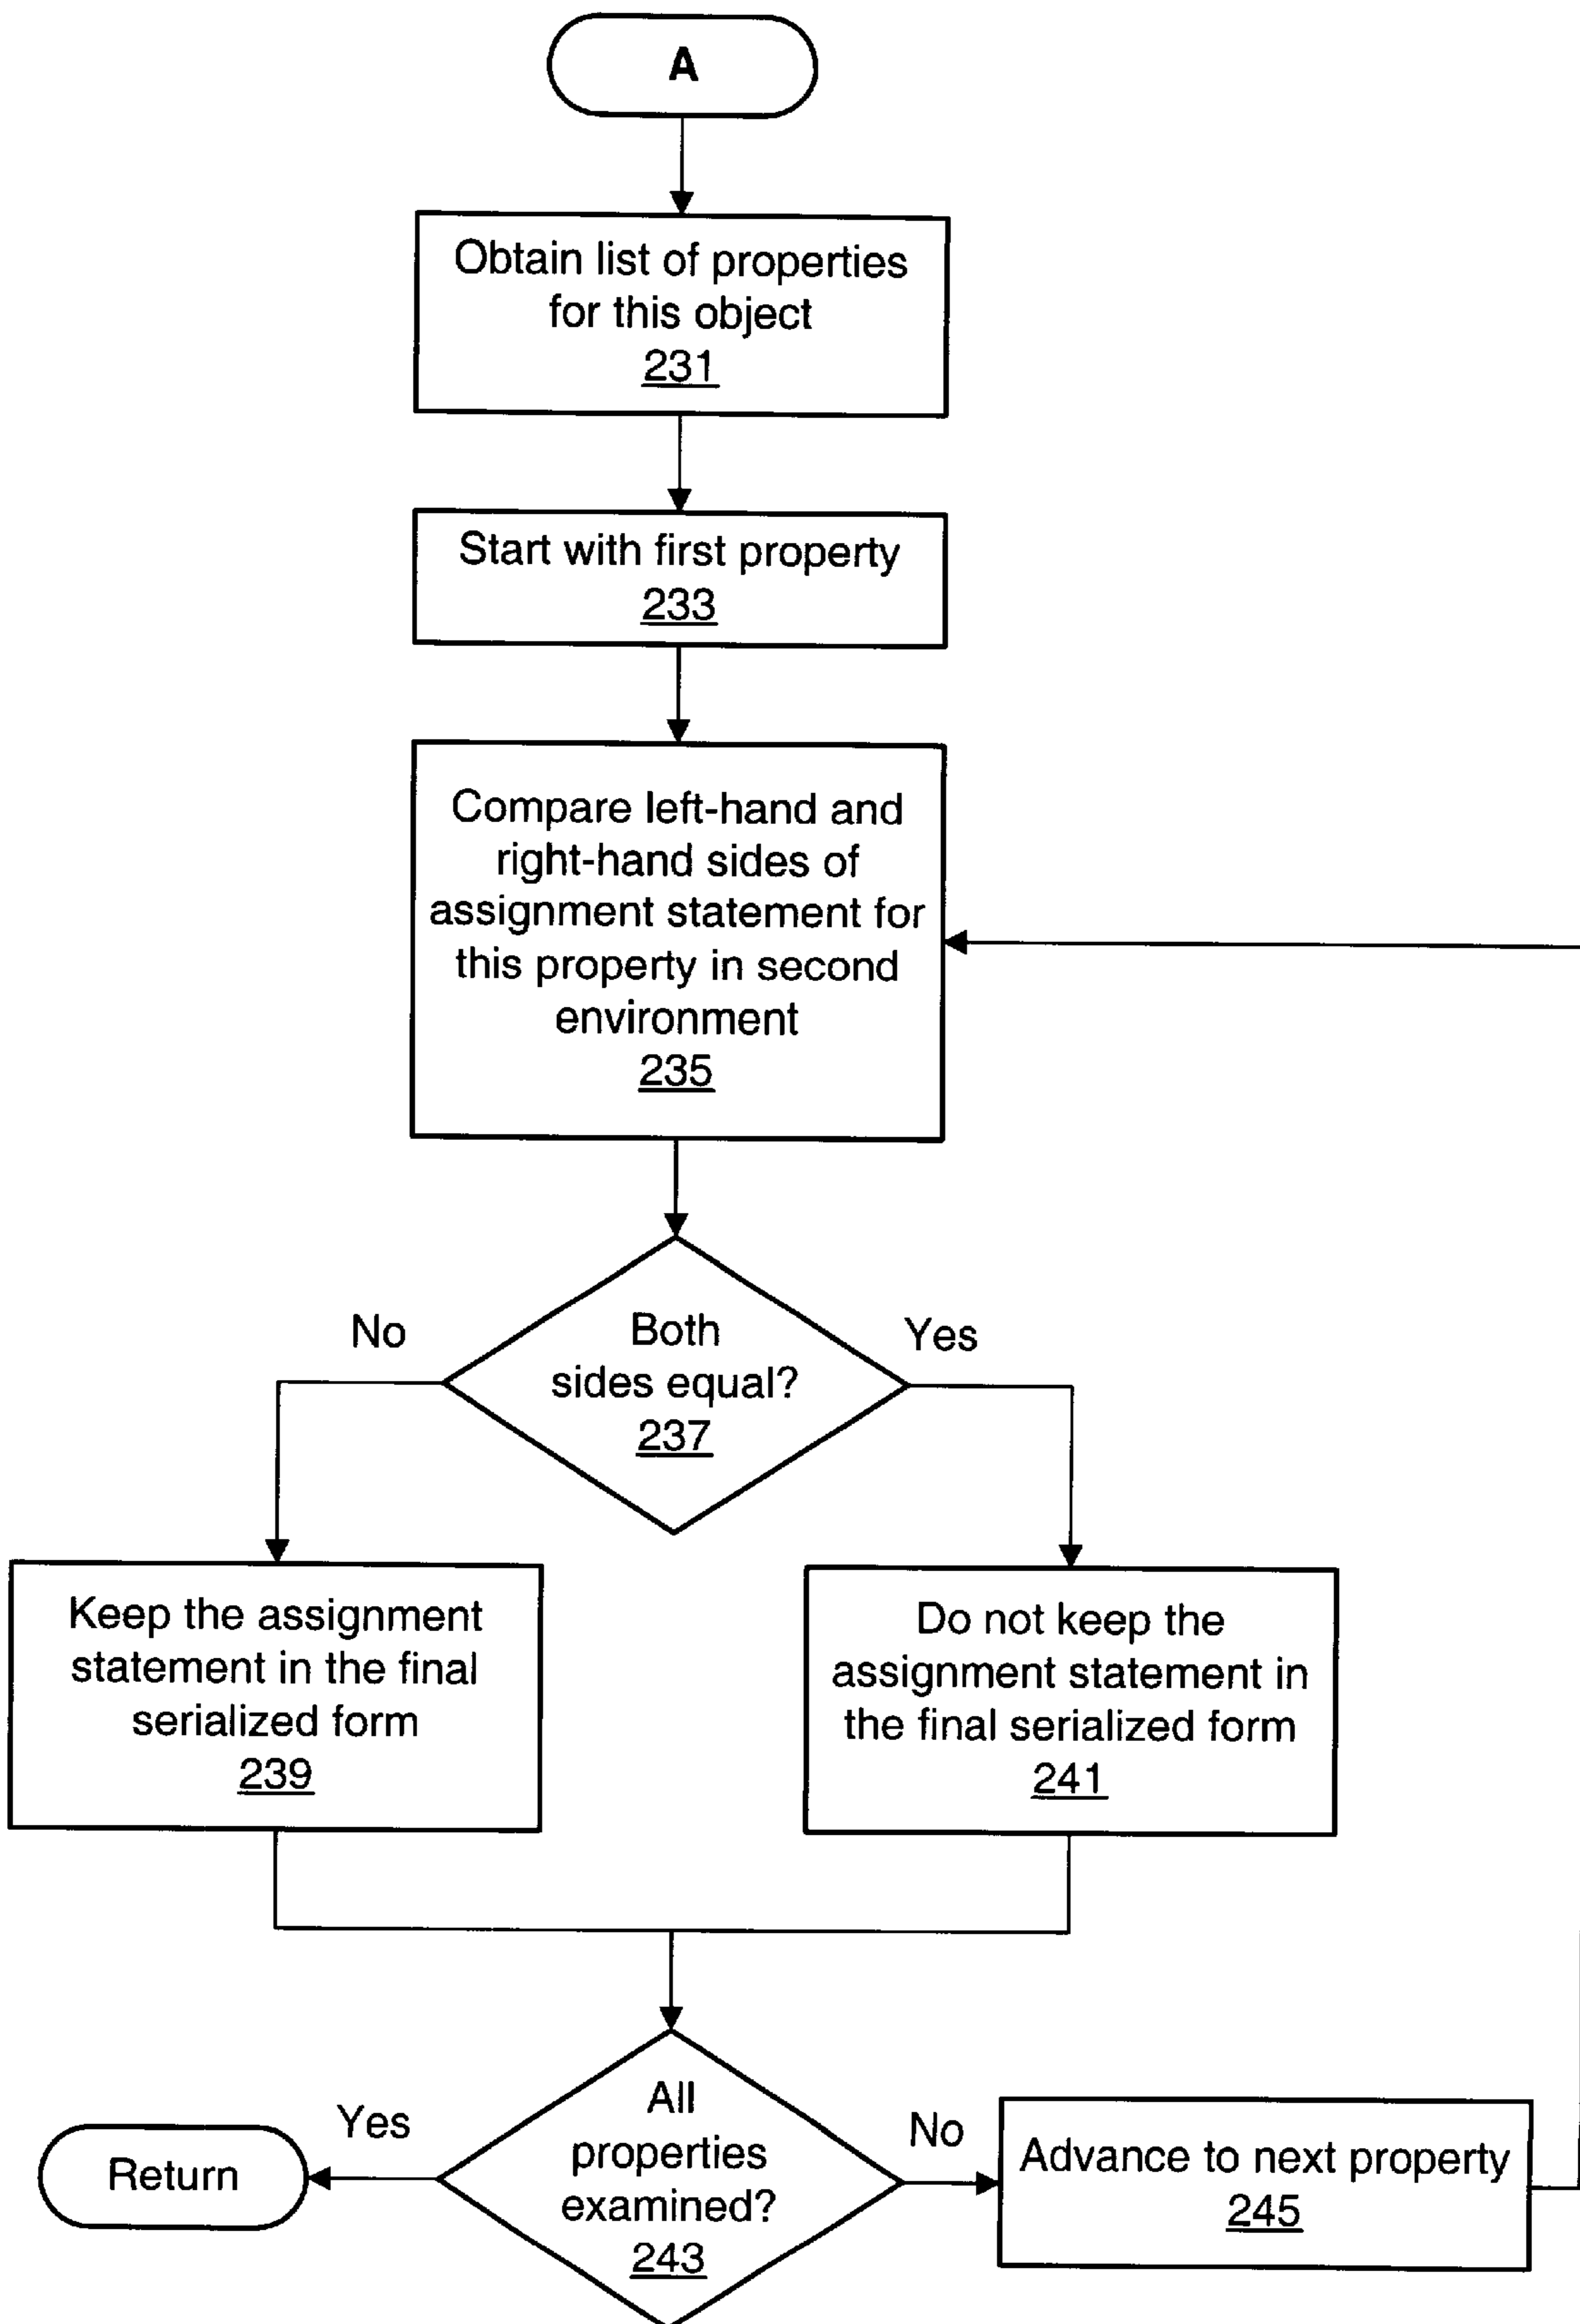 A
Obtain list of properties
for this object
231
Start with first property
233
Compare left-hand and
right-hand sides of
assignment statement for
this property in second
environment
235
No
Both
sides equal?
237
Yes
Keep the assignment
statement in the final
serialized form
239
Do not keep the
assignment statement in
the final serialized form
241
Return
Yes
All
properties
examined?
243
No
Advance to next property
245